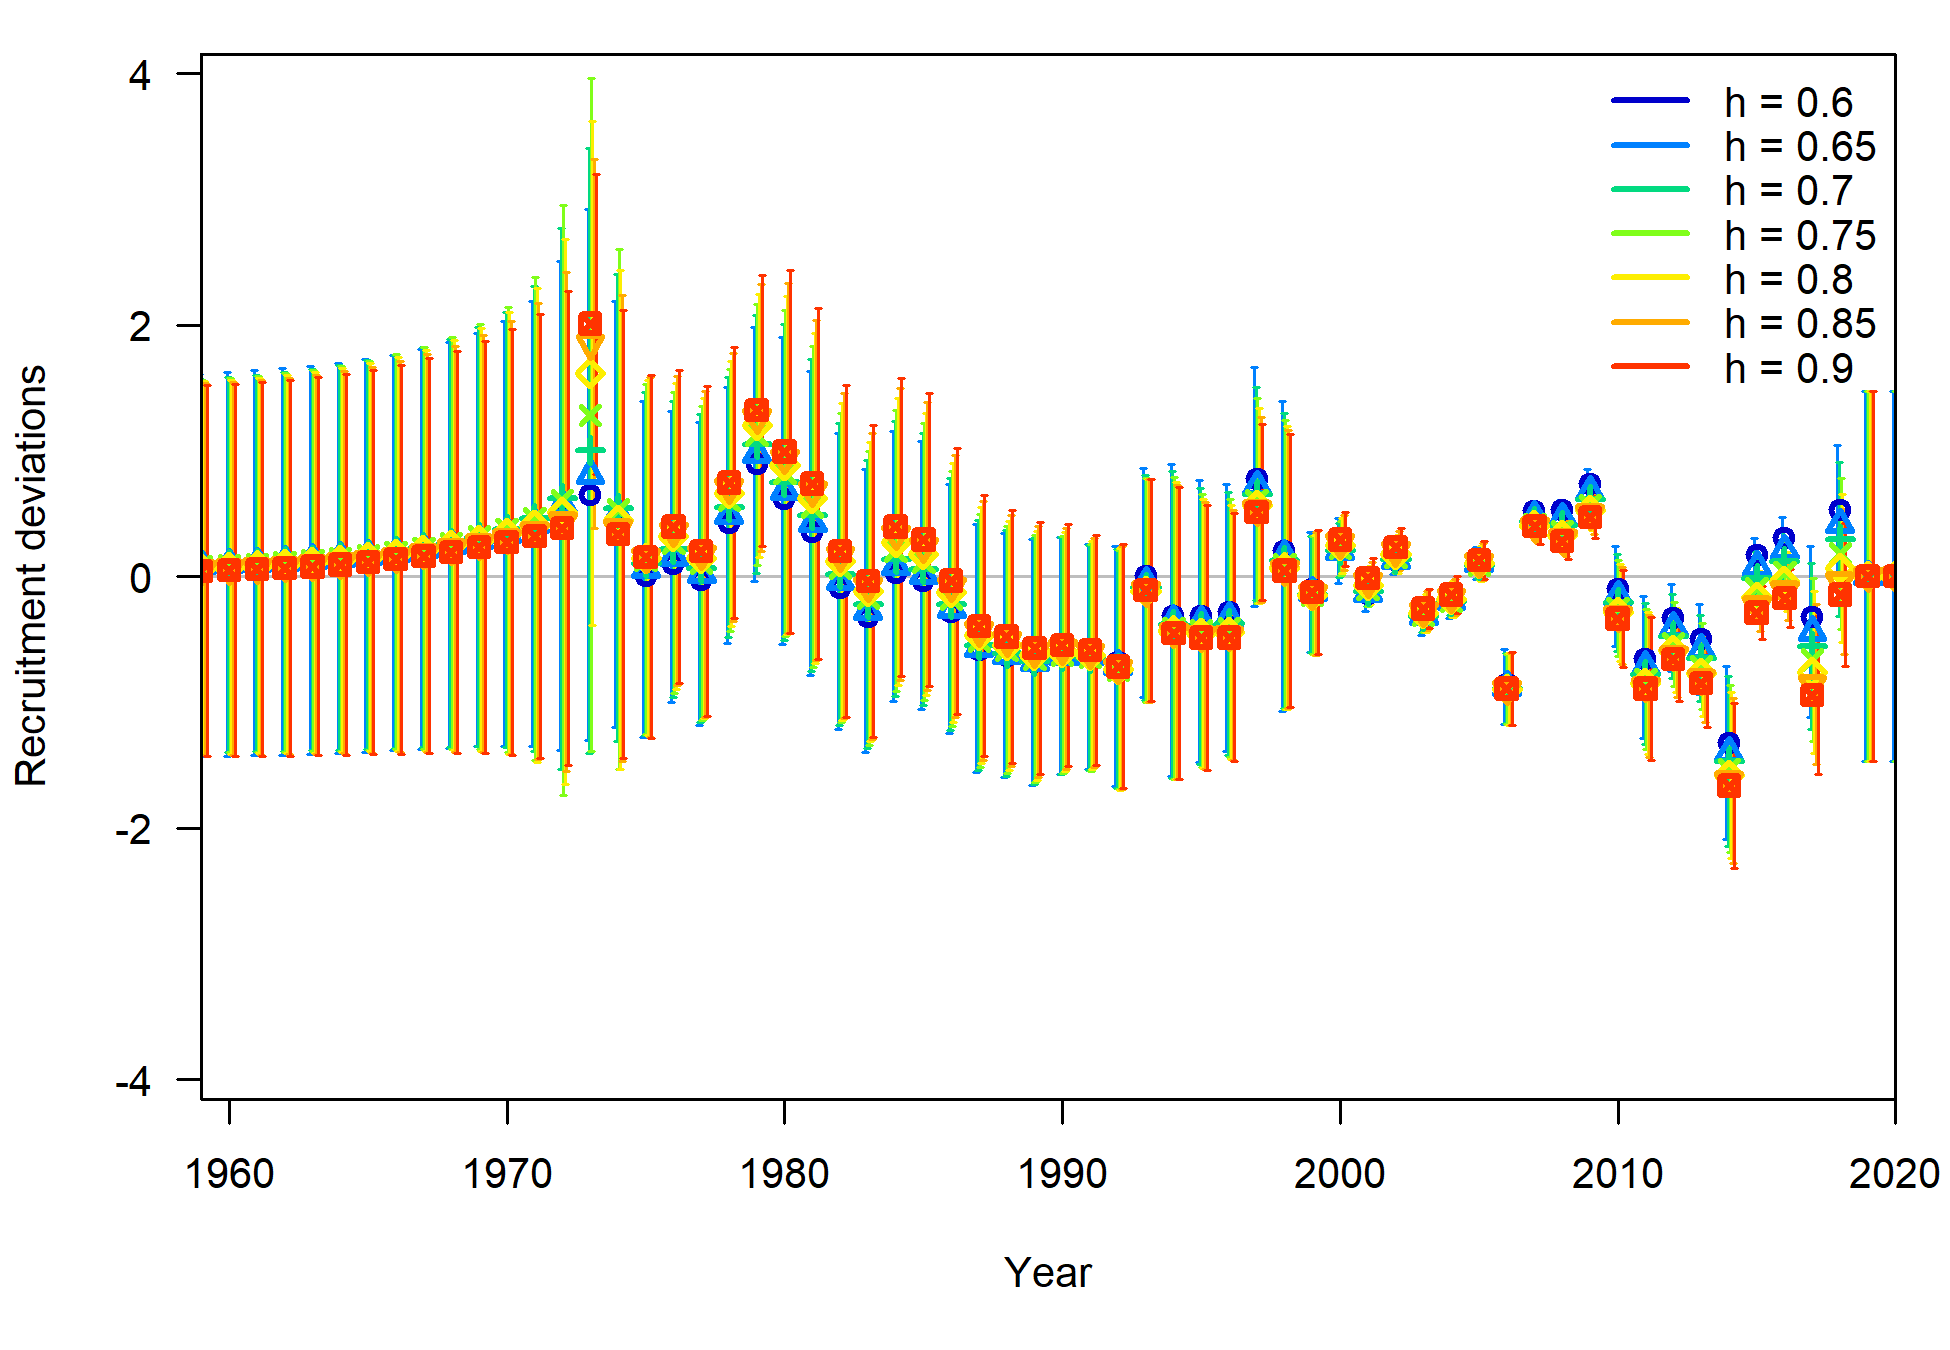 4
2
0
-2
-4
Recruitment deviations
h = 0.6
h = 0.65
h = 0.7
h = 0.75
h = 0.8
h = 0.85
h = 0.9
1960 1970 1980 1990 2000 2010 2020
Year